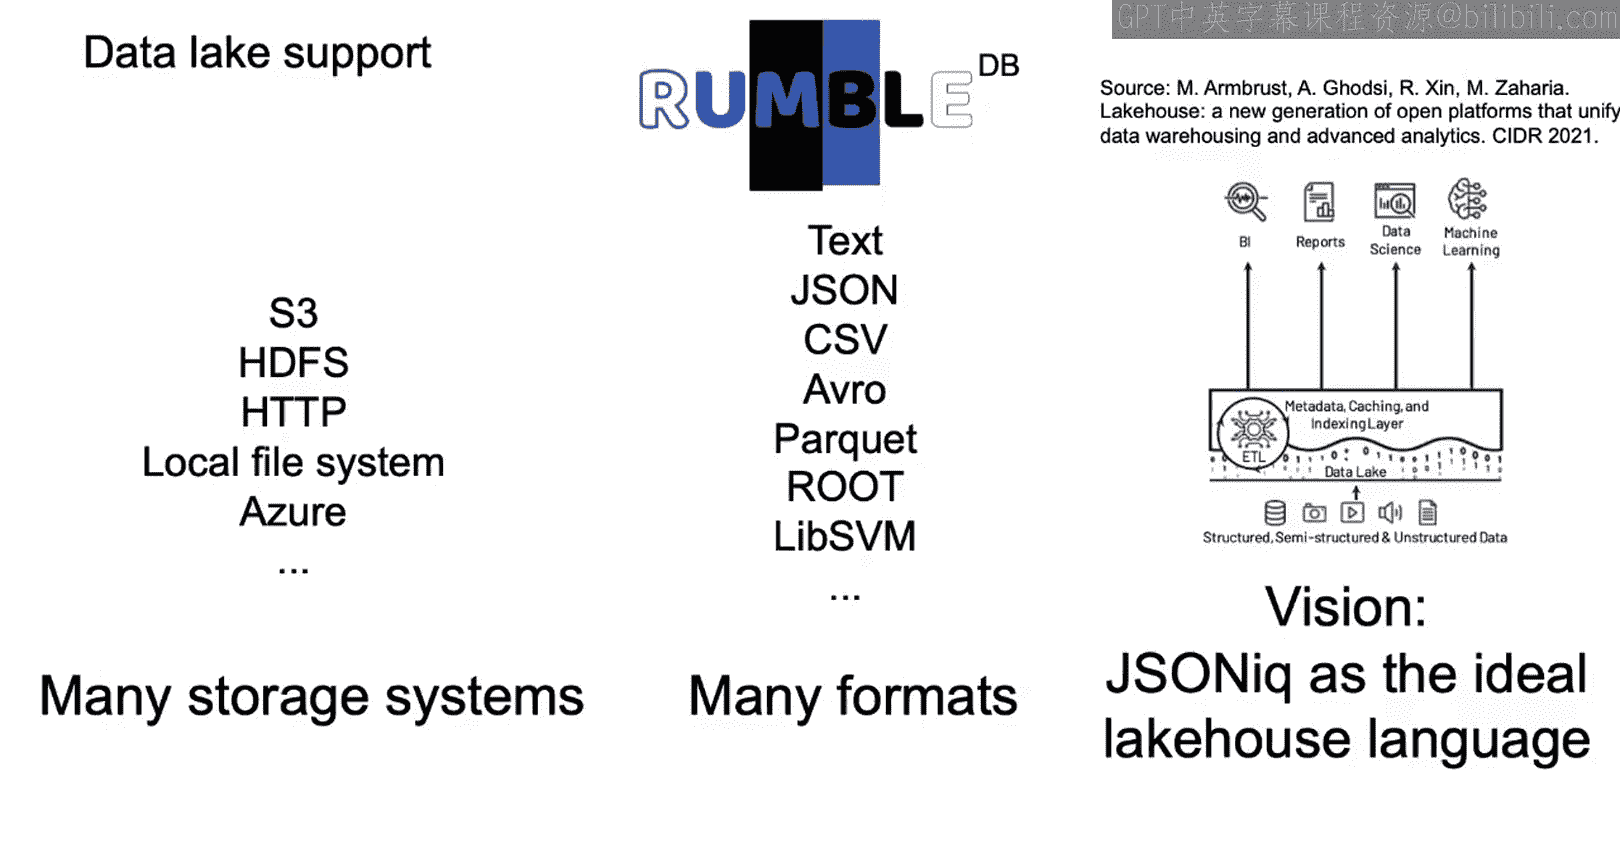 GPT中英字幕课程资源@bilibili.com
Data lake support
RUMBLE DB
S3
HDFS
HTTP
Local file system
Azure
...
Many storage systems
Text
JSON
CSV
Avro
Parquet
ROOT
LibSVM
...
Many formats
Source: M. Armbrust, A. Ghodsi, R. Xin, M. Zaharia.
Lakehouse: a new generation of open platforms that unify
data warehousing and advanced analytics. CIDR 2021.
BI
Reports
Data
Science
Machine
Learning
Metadata, Caching, and
Indexing Layer
ETL
Data Lake
Structured, Semi-structured & Unstructured Data
Vision:
JSONiq as the ideal
lakehouse language